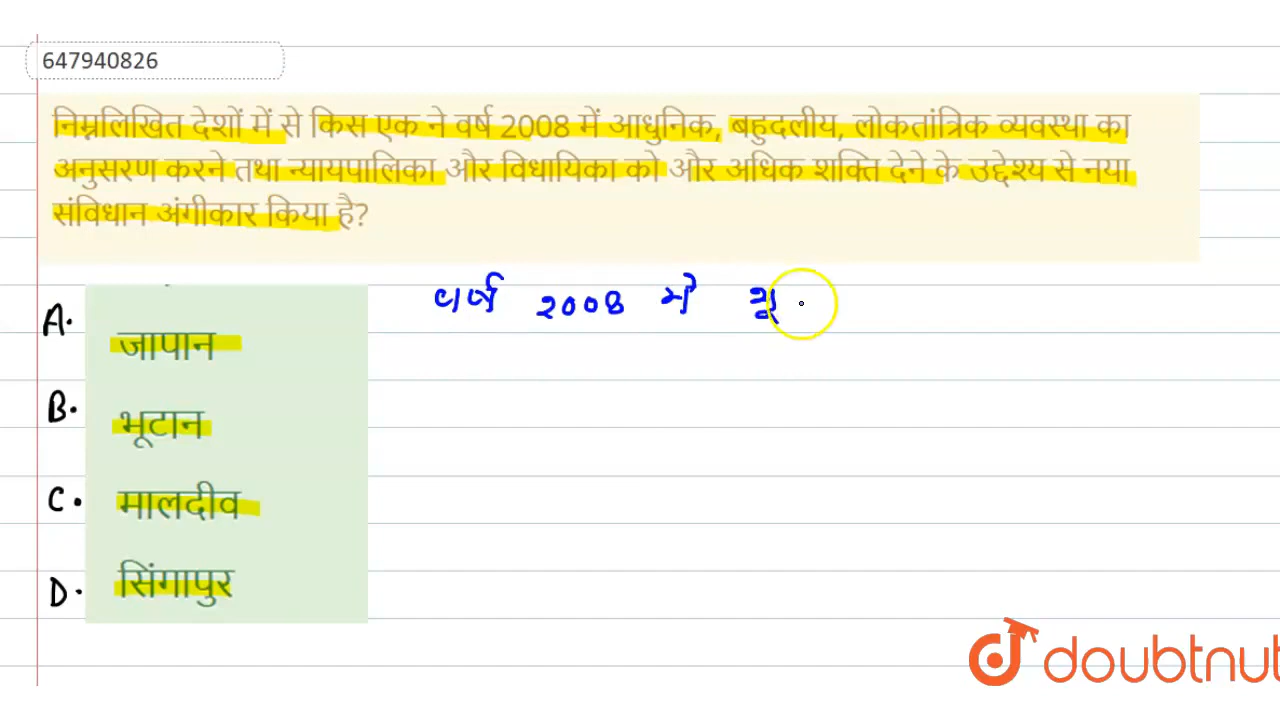 647940826
निम्नलिखित देशों में से किस एक ने वर्ष 2008 में आधुनिक, बहुदलीय, लोकतांत्रिक व्यवस्था का
अनुसरण करने तथा न्यायपालिका और विधायिका को और अधिक शक्ति देने के उद्देश्य से नया
संविधान अंगीकार किया है?
वर्ष 2008 में भू
A. जापान
B. भूटान
C. मालदीव
D. सिंगापुर
doubtnut